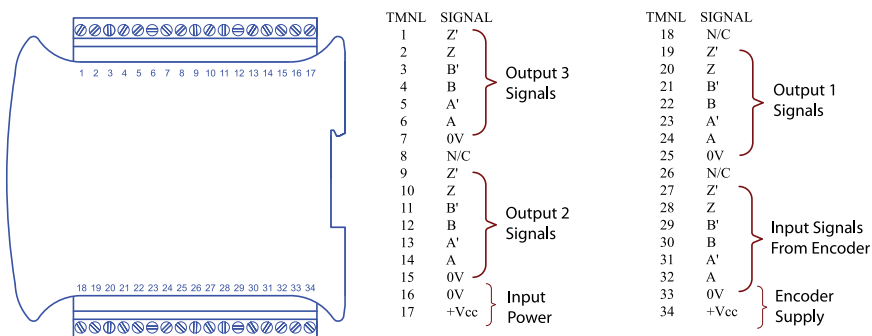 1 2 3 4 5 6 7 8 9 10 11 12 13 14 15 16 17
18 19 20 21 22 23 24 25 26 27 28 29 30 31 32 33 34
TMNL SIGNAL
1 Z'
2 Z
3 B'
4 B
5 A'
6 A
7 0V
Output 3
Signals
8 N/C
9 Z'
10 Z
11 B'
12 B
13 A'
14 A
15 0V
Output 2
Signals
16 0V
17 +Vcc
Input
Power
TMNL SIGNAL
18 N/C
19 Z'
20 Z
21 B'
22 B
23 A'
24 A
25 0V
Output 1
Signals
26 N/C
27 Z'
28 Z
29 B'
30 B
31 A'
32 A
Input Signals
From Encoder
33 0V
34 +Vcc
Encoder
Supply